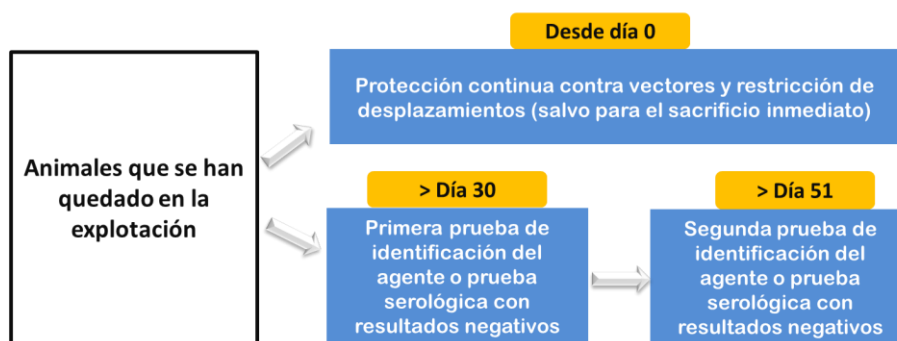 Desde día 0
Protección continua contra vectores y restricción de
desplazamientos (salvo para el sacrificio inmediato)
Animales que se han
quedado en la
explotación
> Día 30
Primera prueba de
identificación del
agente o prueba
serológica con
resultados negativos
> Día 51
Segunda prueba de
identificación del
agente o prueba
serológica con
resultados negativos